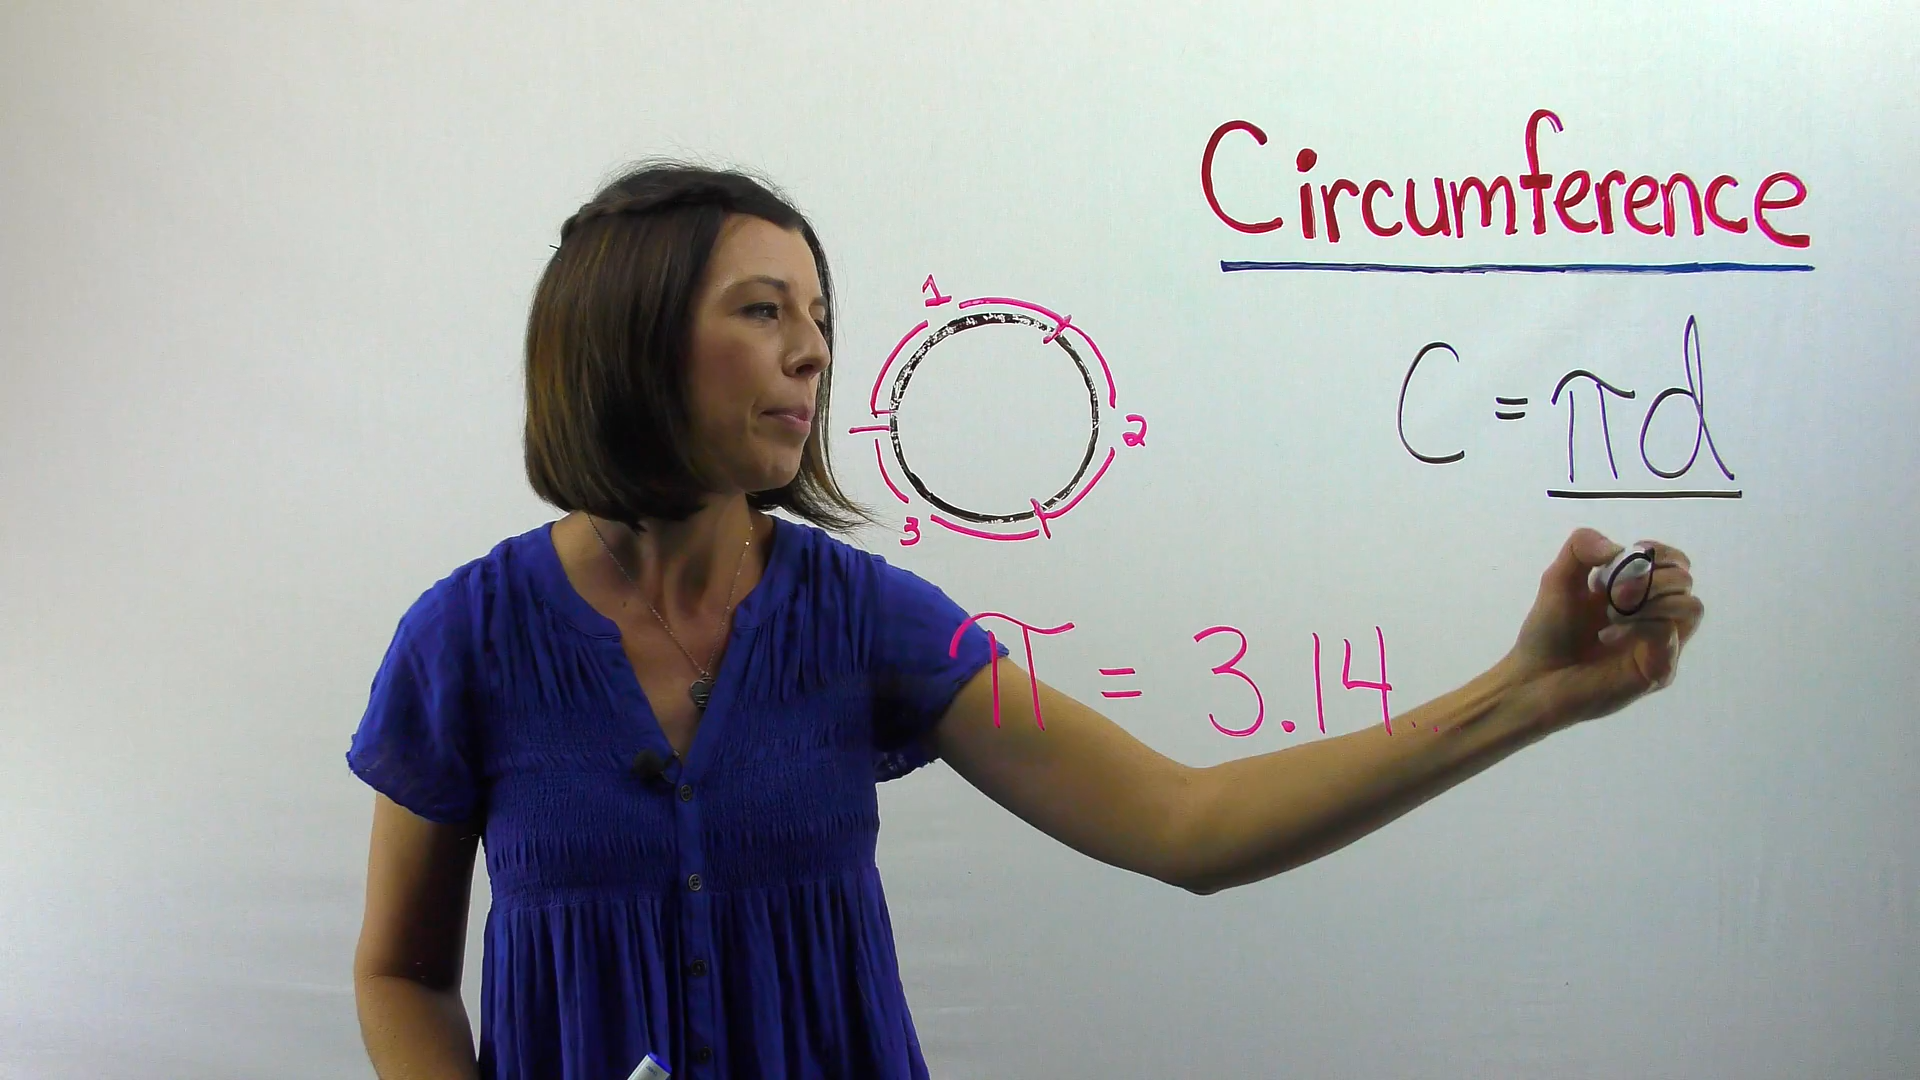 Circumference
1
C = πd
2
3
π = 3.14...